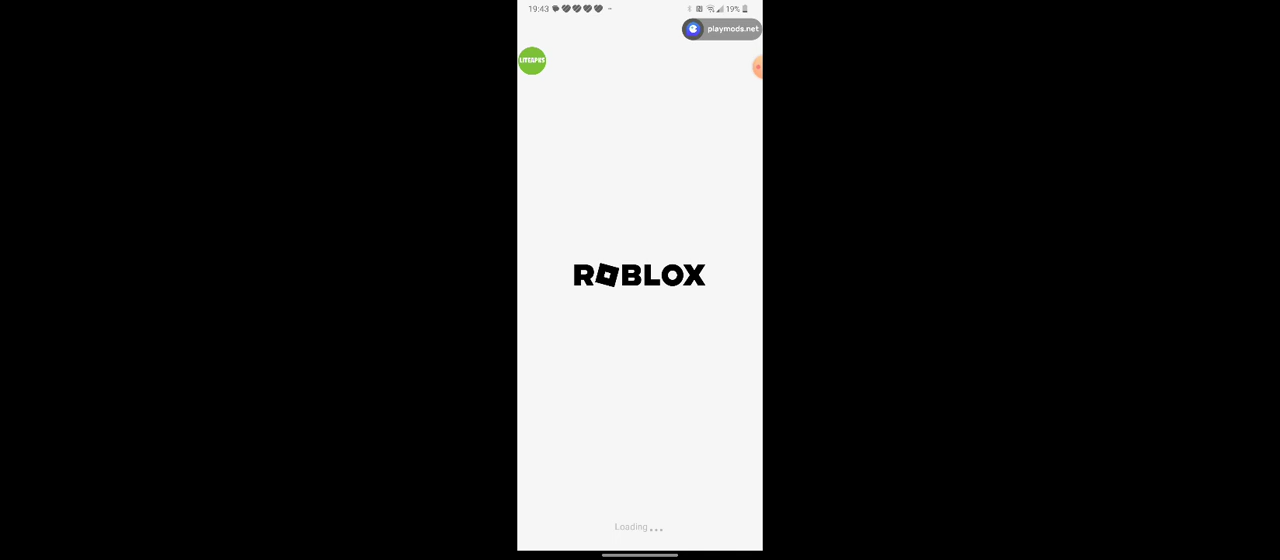 19:43
19%
playmods.net
LITEAPKS
ROBLOX
Loading...